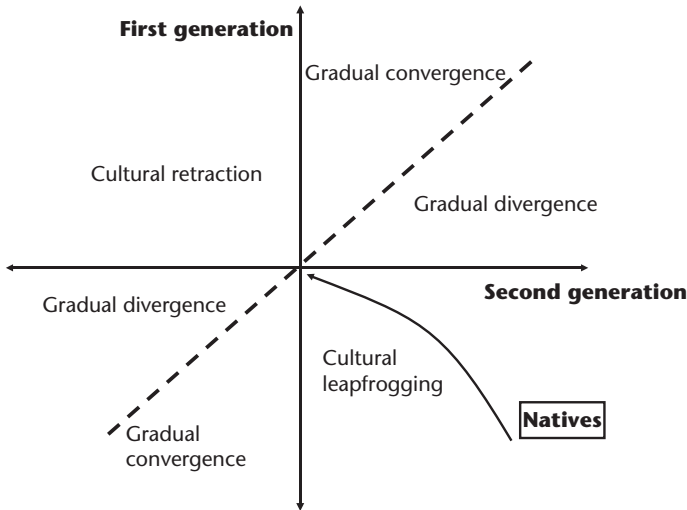 First generation
Gradual convergence
Cultural retraction
Gradual divergence
Second generation
Gradual divergence
Cultural
leapfrogging
Natives
Gradual
convergence